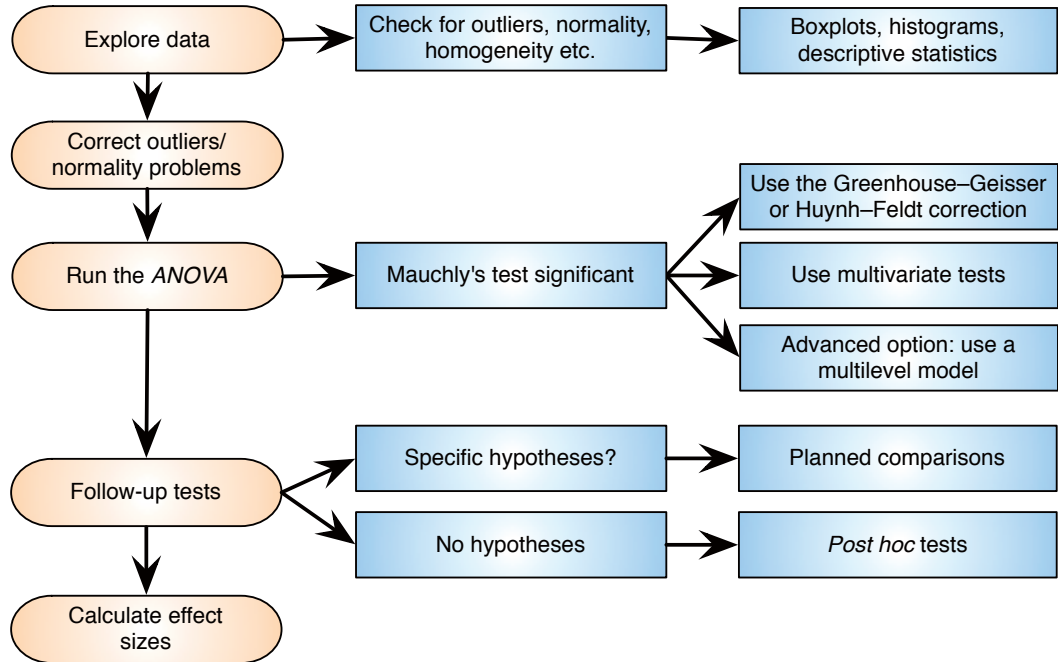 Explore data
Check for outliers, normality,
homogeneity etc.
Boxplots, histograms,
descriptive statistics
Correct outliers/
normality problems
Run the ANOVA
Mauchly's test significant
Use the Greenhouse–Geisser
or Huynh–Feldt correction
Use multivariate tests
Advanced option: use a
multilevel model
Follow-up tests
Specific hypotheses?
Planned comparisons
No hypotheses
Post hoc tests
Calculate effect
sizes